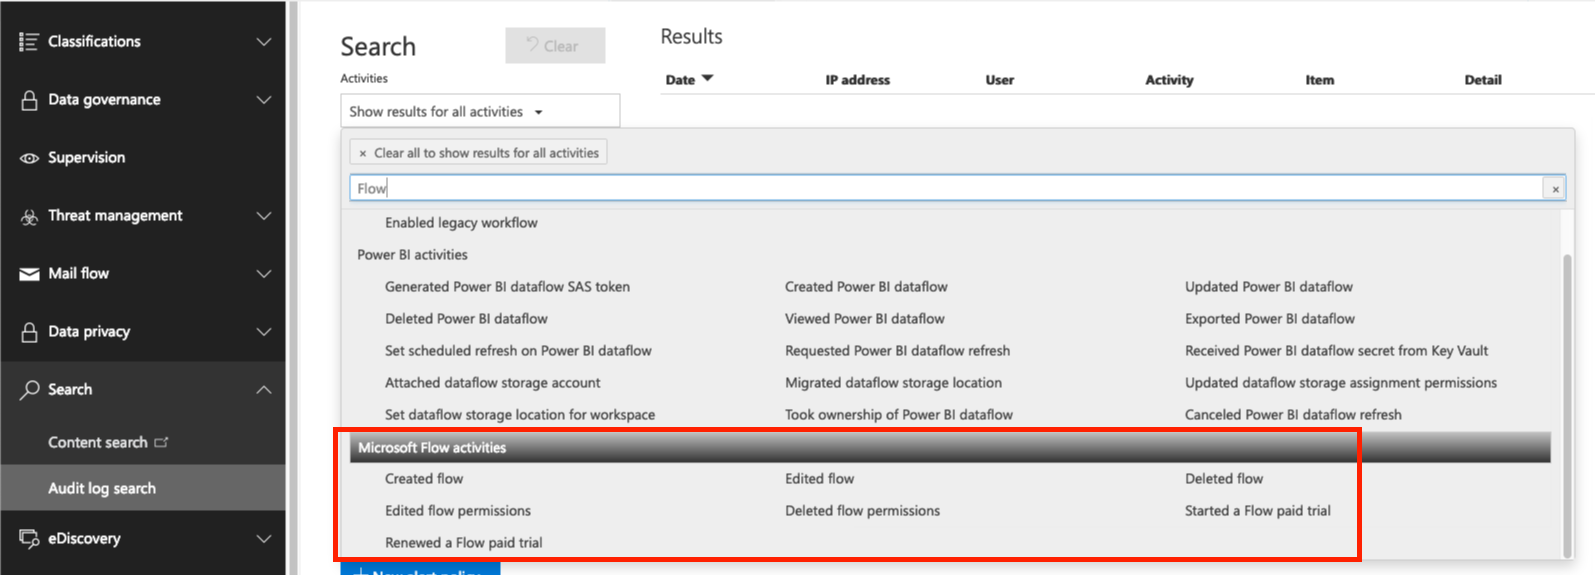 Classifications
Data governance
Supervision
Threat management
Mail flow
Data privacy
Search
Content search
Audit log search
eDiscovery
Search
Clear
Activities
Show results for all activities
Results
Date IP address User Activity Item Detail
× Clear all to show results for all activities
Flow ×
Enabled legacy workflow
Power BI activities
Generated Power BI dataflow SAS token Created Power BI dataflow Updated Power BI dataflow
Deleted Power BI dataflow Viewed Power BI dataflow Exported Power BI dataflow
Set scheduled refresh on Power BI dataflow Requested Power BI dataflow refresh Received Power BI dataflow secret from Key Vault
Attached dataflow storage account Migrated dataflow storage location Updated dataflow storage assignment permissions
Set dataflow storage location for workspace Took ownership of Power BI dataflow Canceled Power BI dataflow refresh
Microsoft Flow activities
Created flow Edited flow Deleted flow
Edited flow permissions Deleted flow permissions Started a Flow paid trial
Renewed a Flow paid trial
+ New alert policy